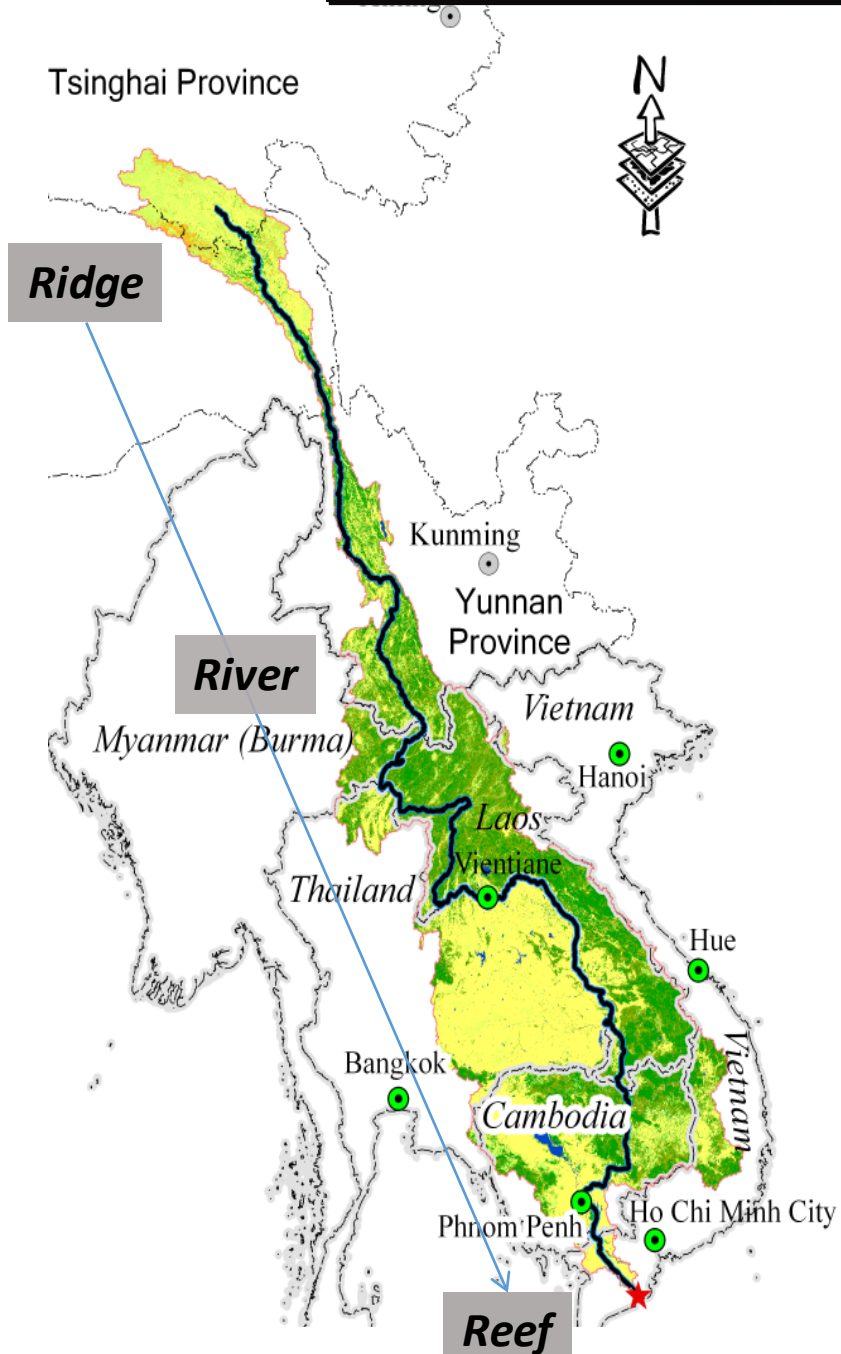 Tsinghai Province
N
Ridge
Kunming
Yunnan
Province
River
Vietnam
Myanmar (Burma)
Hanoi
Laos
Vientiane
Thailand
Hue
Vietnam
Bangkok
Cambodia
Phnom Penh
Ho Chi Minh City
Reef